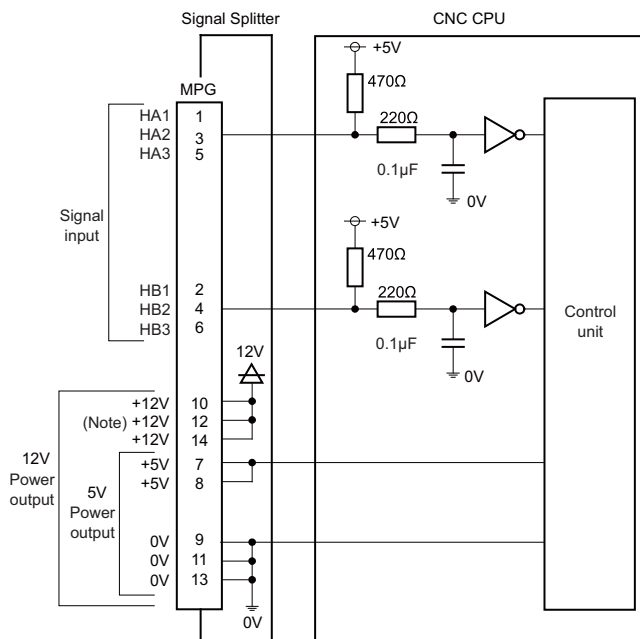 Signal Splitter
CNC CPU
MPG
HA1 1
HA2 3
HA3 5
Signal
input
HB1 2
HB2 4
HB3 6
+5V
470Ω
220Ω
0.1μF
0V
+5V
470Ω
220Ω
0.1μF
0V
Control
unit
12V
+12V 10
(Note) +12V 12
+12V 14
+5V 7
+5V 8
12V
Power
output
5V
Power
output
0V 9
0V 11
0V 13
0V